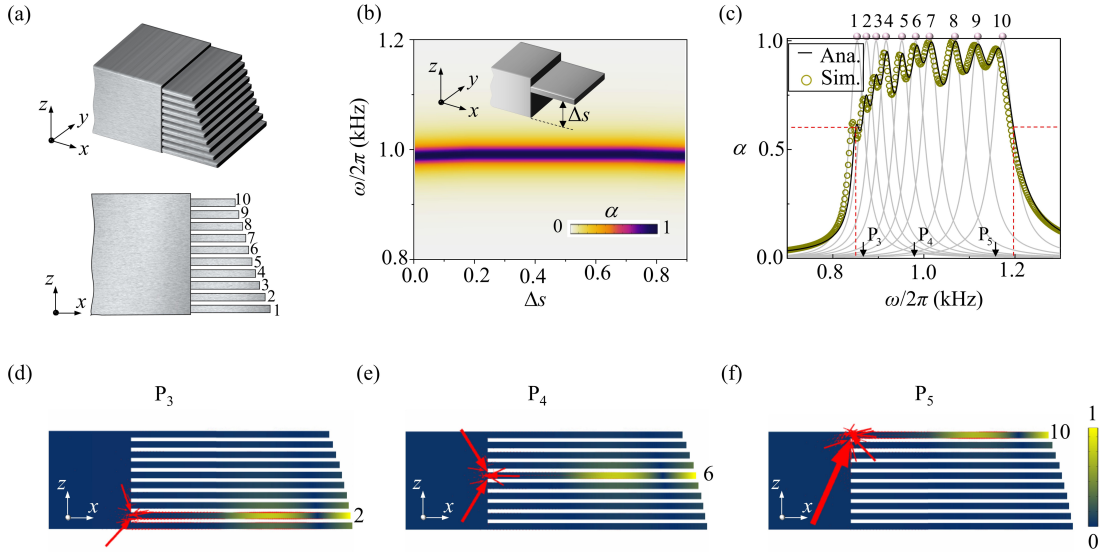 (a)
z
y
x
10
9
8
7
6
5
4
3
2
1
z
x
(b)
1.2
1.0
0.8
ω/2π (kHz)
0.0 0.2 0.4 0.6 0.8
Δs
z
y
x
Δs
α
0 1
(c)
1 2 3 4 5 6 7 8 9 10
1.0
0.5
0.0
α
Ana.
Sim.
P3 P4 P5
0.8 1.0 1.2
ω/2π (kHz)
(d)
P3
z
x
2
(e)
P4
z
x
6
(f)
P5
z
x
10
1
0